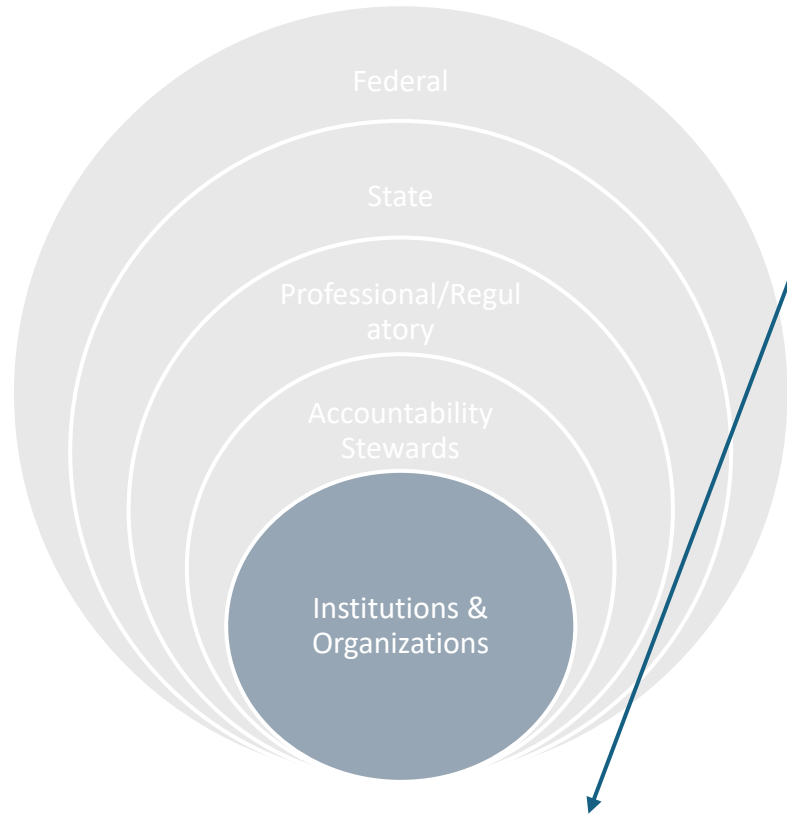 Federal
State
Professional/Regul
atory
Accountability
Stewards
Institutions &
Organizations